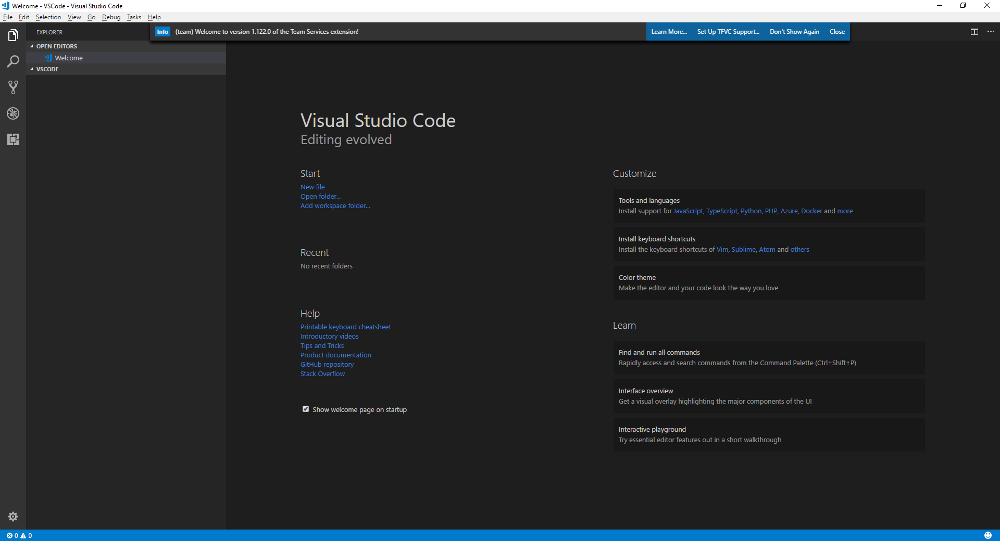 Welcome - VSCode - Visual Studio Code
File Edit Selection View Go Debug Tasks Help
EXPLORER
Info (team) Welcome to version 1.122.0 of the Team Services extension!
Learn More... Set Up TFVC Support... Don't Show Again Close
OPEN EDITORS
Welcome
VSCODE
Visual Studio Code
Editing evolved
Start
New file
Open folder...
Add workspace folder...
Recent
No recent folders
Help
Printable keyboard cheatsheet
Introductory videos
Tips and Tricks
Product documentation
GitHub repository
Stack Overflow
Show welcome page on startup
Customize
Tools and languages
Install support for JavaScript, TypeScript, Python, PHP, Azure, Docker and more
Install keyboard shortcuts
Install the keyboard shortcuts of Vim, Sublime, Atom and others
Color theme
Make the editor and your code look the way you love
Learn
Find and run all commands
Rapidly access and search commands from the Command Palette (Ctrl+Shift+P)
Interface overview
Get a visual overlay highlighting the major components of the UI
Interactive playground
Try essential editor features out in a short walkthrough
0 0